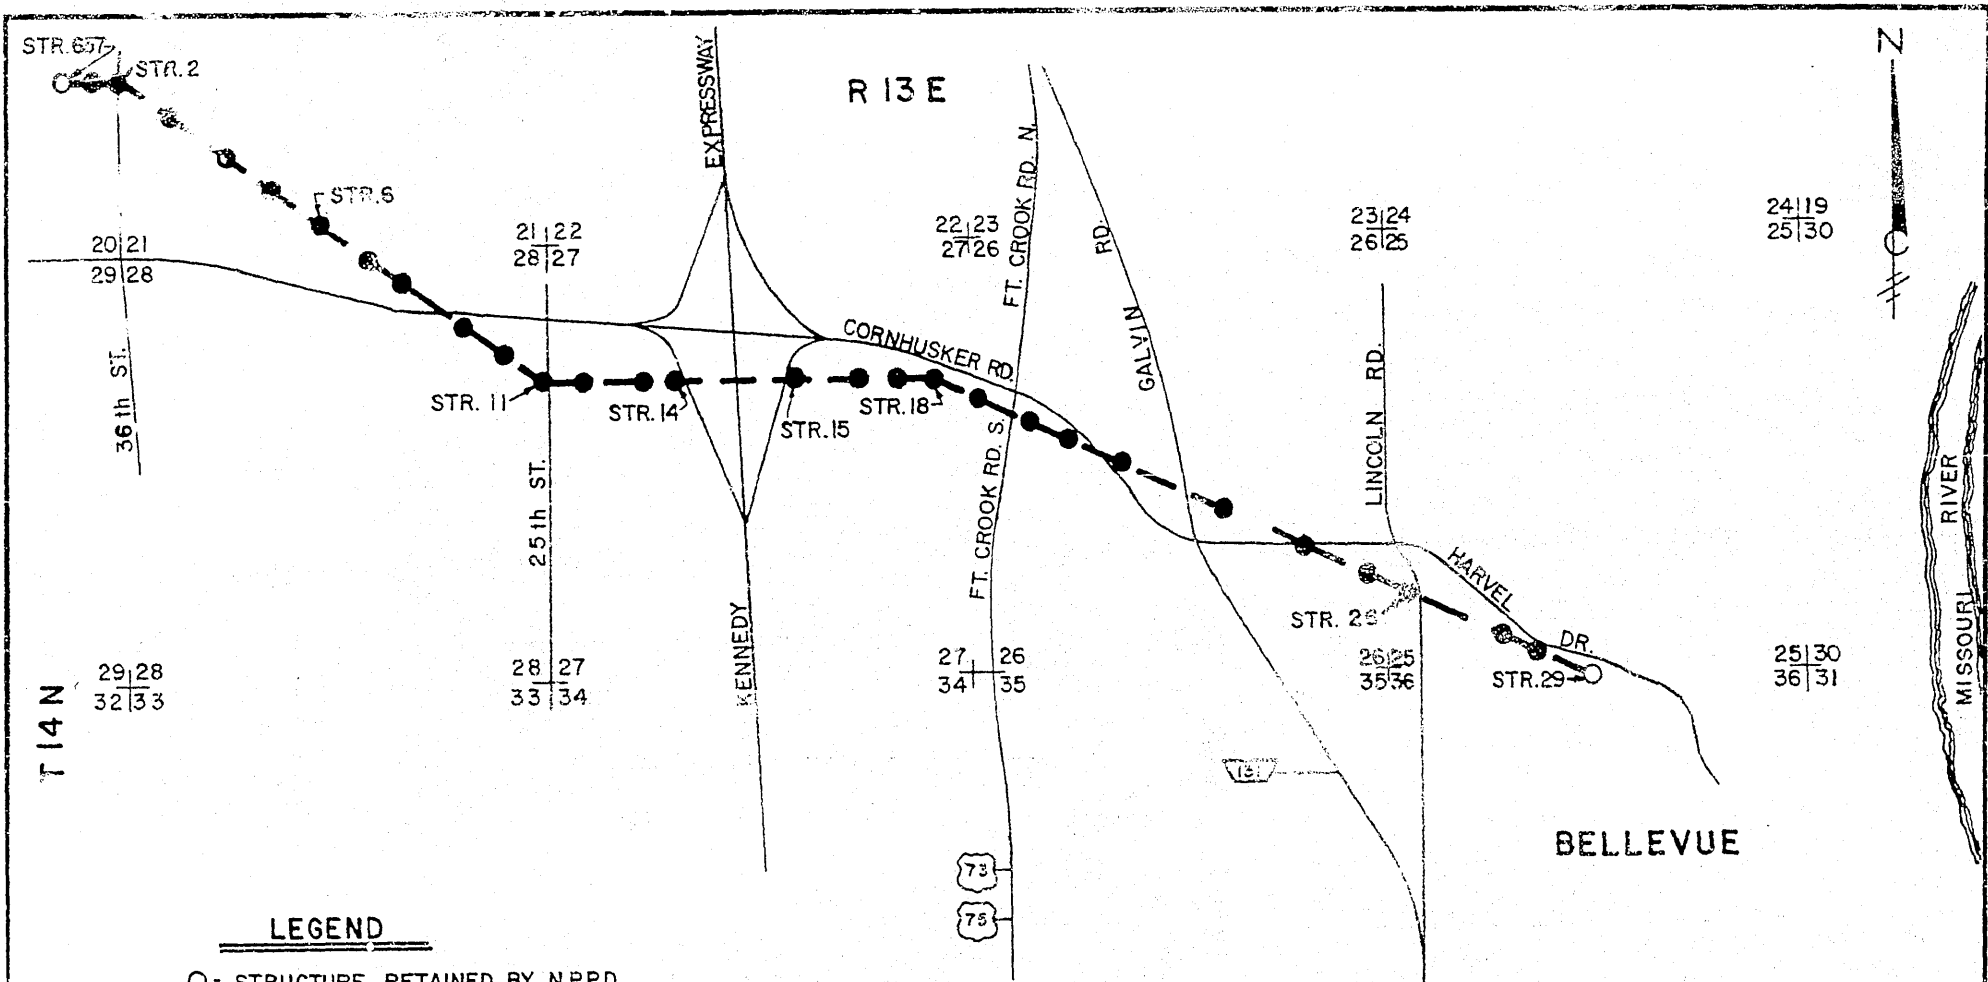 STR. 657
STR. 2
R 13 E
N
EXPRESSWAY
FT. CROOK RD. N.
STR. 6
20|21
29|28
21|22
28|27
22|23
27|26
RD.
GALVIN
23|24
26|25
24|19
25|30
CORNHUSKER RD.
36th ST.
STR. 11
STR. 14
STR. 15
STR. 18
LINCOLN RD.
25th ST.
FT. CROOK RD. S.
HARVEL
DR.
STR. 26
STR. 29
MISSOURI RIVER
KENNEDY
T 14 N
29|28
32|33
28|27
33|34
27 26
34 35
26|25
35|36
25|30
36|31
131
BELLEVUE
73
75
LEGEND
O = STRUCTURE RETAINED BY N.P.P.D.